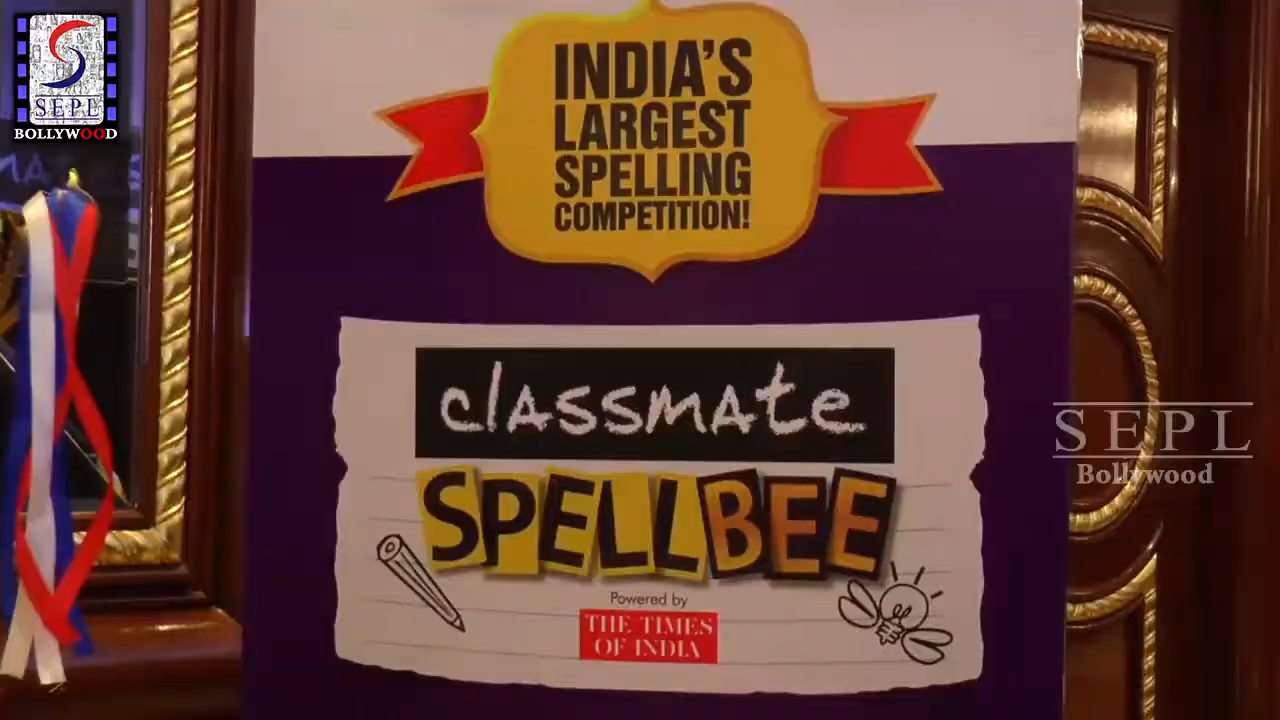 SEPL
BOLLYWOOD
INDIA'S
LARGEST
SPELLING
COMPETITION!
classmate
SPELLBEE
Powered by
THE TIMES
OF INDIA
SEPL
Bollywood